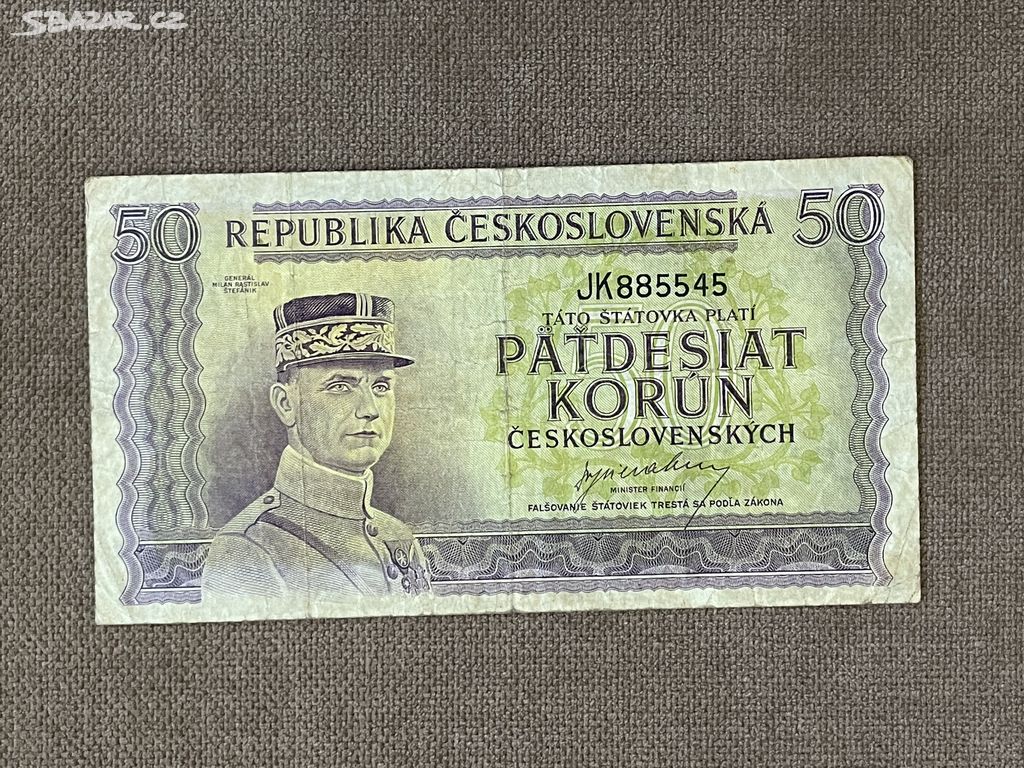 SBAZAR.CZ
50 REPUBLIKA ČESKOSLOVENSKÁ 50
GENERÁL
MILAN RASTISLAV
ŠTEFÁNIK
JK885545
TÁTO ŠTÁTOVKA PLATÍ
PÄŤDESIAT
KORÚN
ČESKOSLOVENSKÝCH
MINISTER FINANCIÍ
FALŠOVANIE ŠTÁTOVIEK TRESTÁ SA PODĽA ZÁKONA